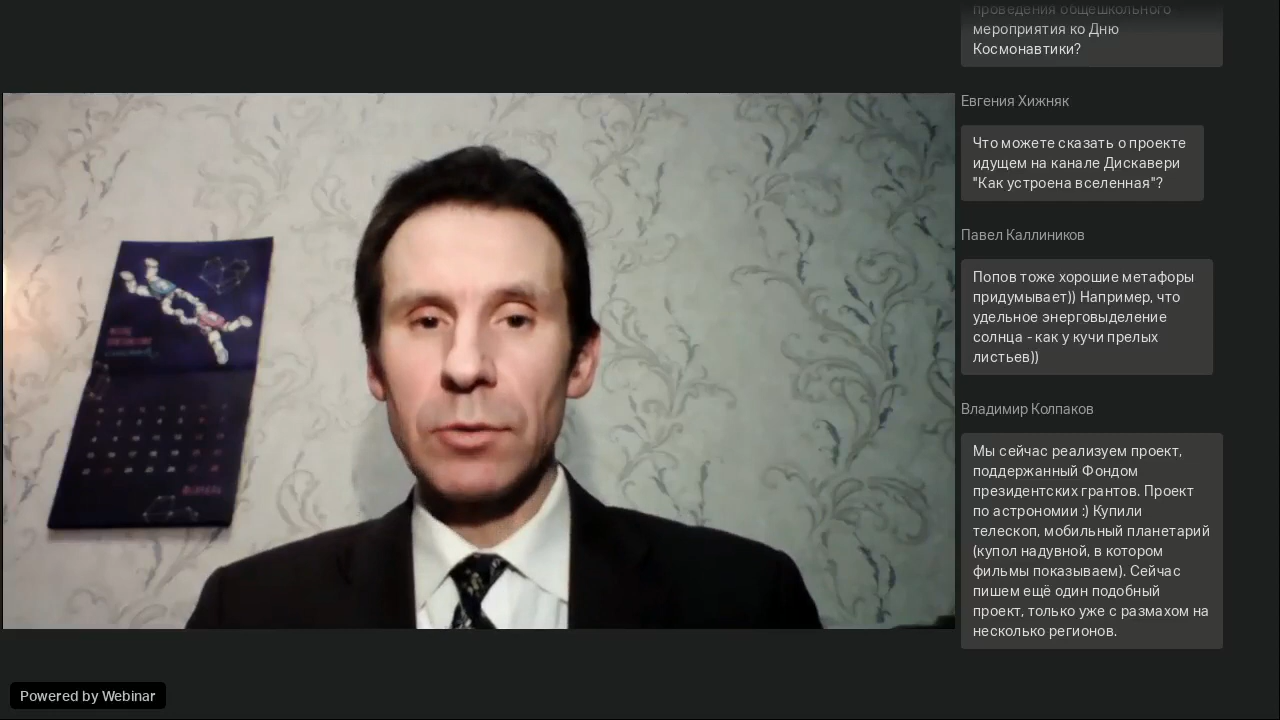 проведения общешкольного
мероприятия ко Дню
Космонавтики?
Евгения Хижняк
Что можете сказать о проекте
идущем на канале Дискавери
"Как устроена вселенная"?
Павел Каллиников
Попов тоже хорошие метафоры
придумывает)) Например, что
удельное энерговыделение
солнца - как у кучи прелых
листьев))
Владимир Колпаков
Мы сейчас реализуем проект,
поддержанный Фондом
президентских грантов. Проект
по астрономии :) Купили
телескоп, мобильный планетарий
(купол надувной, в котором
фильмы показываем). Сейчас
пишем ещё один подобный
проект, только уже с размахом на
несколько регионов.
Powered by Webinar